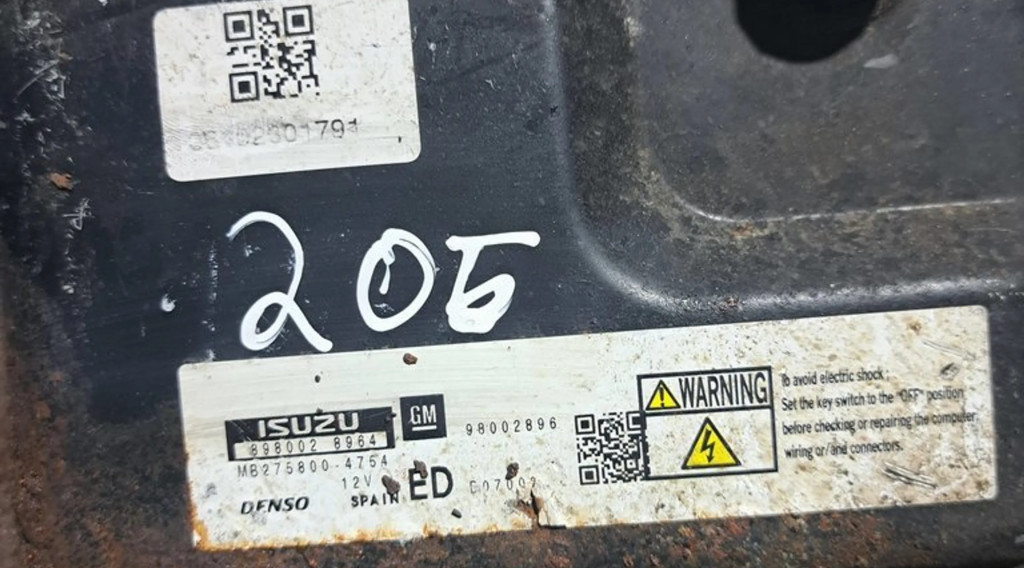 205
ISUZU
898002 8964
GM
98002896
MB275800-4754
12V
ED
DENSO
SPAIN
WARNING
To avoid electric shock :
Set the key switch to the "OFF" position
before checking or repairing the computer
wiring or/and connectors.